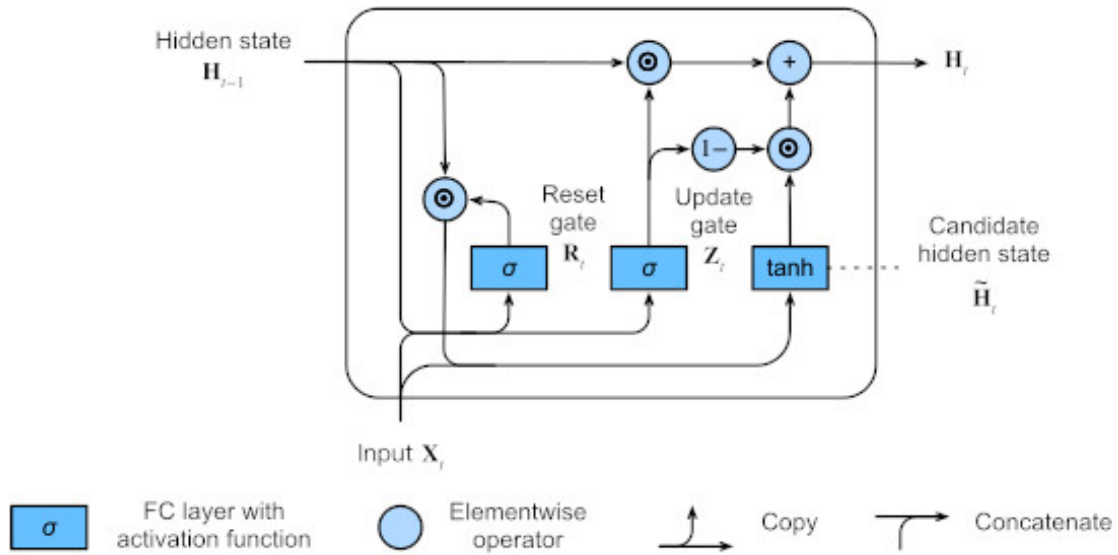 Hidden state
H_{t−1}
⊙
+
H_t
1−
⊙
⊙
Reset
gate
R_t
Update
gate
Z_t
σ
σ
tanh
Candidate
hidden state
H̃_t
Input X_t
σ
FC layer with
activation function
Elementwise
operator
Copy
Concatenate